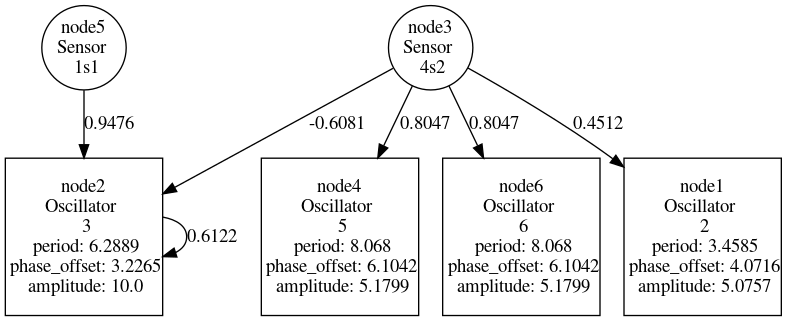 node5
Sensor
1s1
node3
Sensor
4s2
0.9476
-0.6081
0.8047
0.8047
0.4512
node2
Oscillator
3
period: 6.2889
phase_offset: 3.2265
amplitude: 10.0
0.6122
node4
Oscillator
5
period: 8.068
phase_offset: 6.1042
amplitude: 5.1799
node6
Oscillator
6
period: 8.068
phase_offset: 6.1042
amplitude: 5.1799
node1
Oscillator
2
period: 3.4585
phase_offset: 4.0716
amplitude: 5.0757